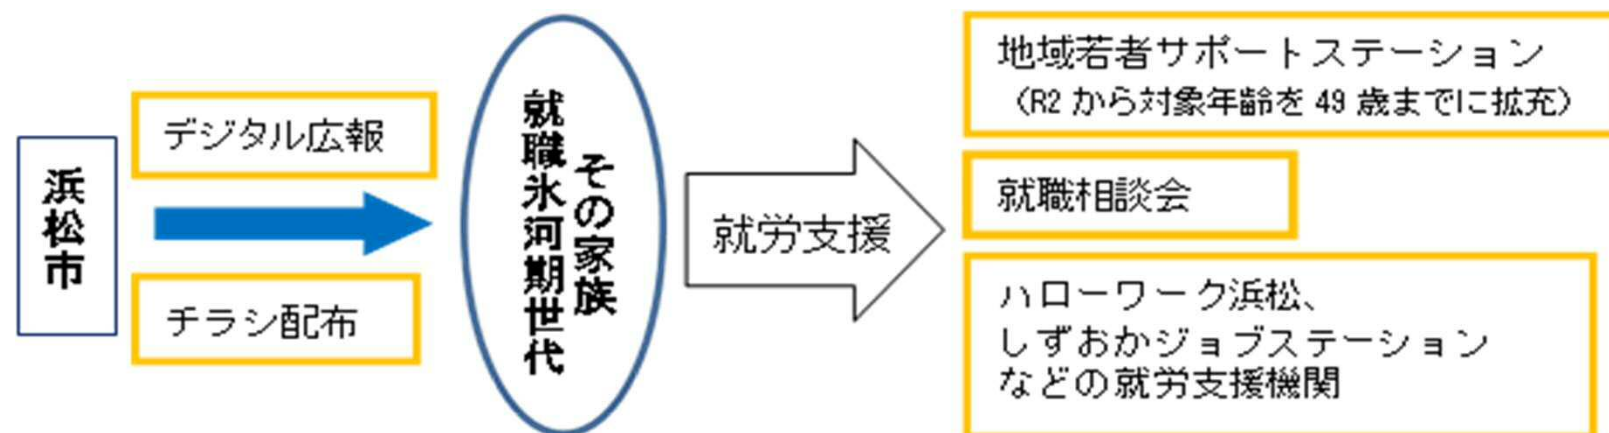 浜松市
デジタル広報
チラシ配布
就職氷河期世代
その家族
就労支援
地域若者サポートステーション
（R2 から対象年齢を 49 歳までに拡充）
就職相談会
ハローワーク浜松、
しずおかジョブステーション
などの就労支援機関